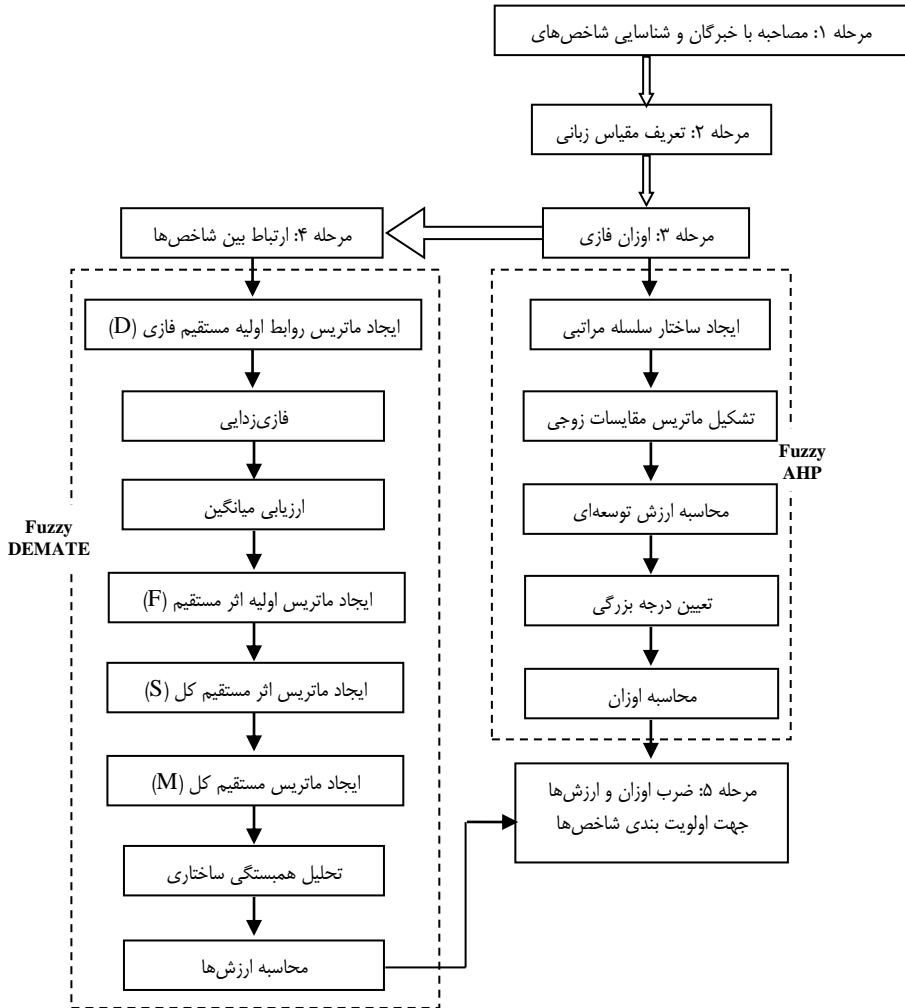 مرحله ۱: مصاحبه با خبرگان و شناسایی شاخص‌های
مرحله ۲: تعریف مقیاس زبانی
مرحله ۳: اوزان فازی
مرحله ۴: ارتباط بین شاخص‌ها
ایجاد ساختار سلسله مراتبی
تشکیل ماتریس مقایسات زوجی
محاسبه ارزش توسعه‌ای
تعیین درجه بزرگی
محاسبه اوزان
Fuzzy
AHP
ایجاد ماتریس روابط اولیه مستقیم فازی (D)
فازی‌زدایی
ارزیابی میانگین
ایجاد ماتریس اولیه اثر مستقیم (F)
ایجاد ماتریس اثر مستقیم کل (S)
ایجاد ماتریس مستقیم کل (M)
تحلیل همبستگی ساختاری
محاسبه ارزش‌ها
Fuzzy
DEMATE
مرحله ۵: ضرب اوزان و ارزش‌ها
جهت اولویت بندی شاخص‌ها